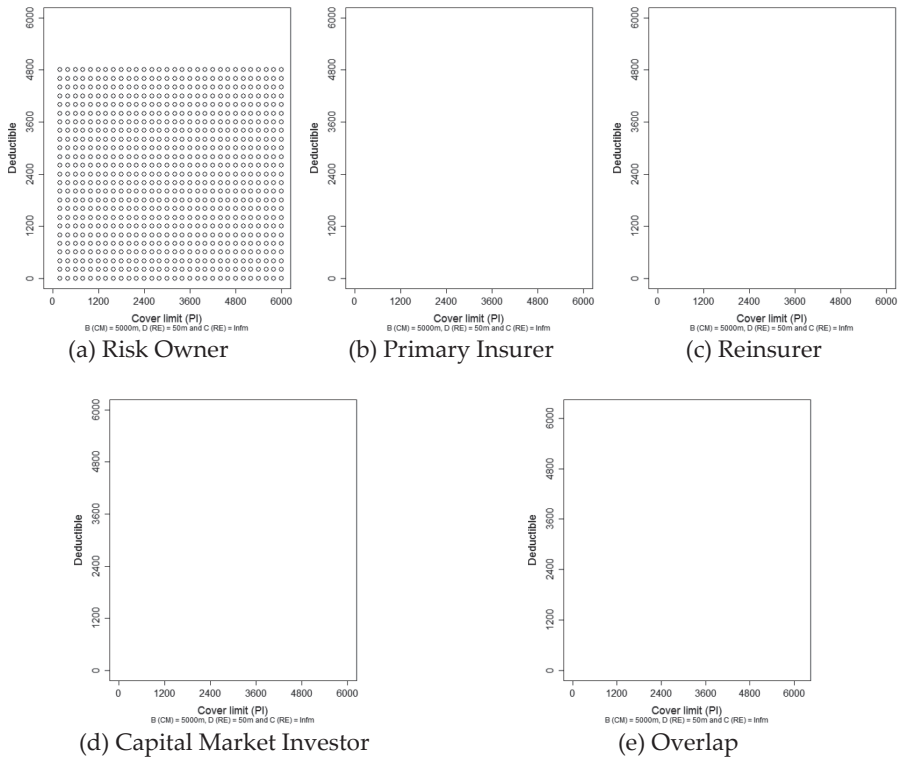 6000
4800
3600
2400
1200
0
Deductible
0 1200 2400 3600 4800 6000
Cover limit (PI)
B (CM) = 5000m, D (RE) = 50m and C (RE) = Infm
(a) Risk Owner
6000
4800
3600
2400
1200
0
Deductible
0 1200 2400 3600 4800 6000
Cover limit (PI)
B (CM) = 5000m, D (RE) = 50m and C (RE) = Infm
(b) Primary Insurer
6000
4800
3600
2400
1200
0
Deductible
0 1200 2400 3600 4800 6000
Cover limit (PI)
B (CM) = 5000m, D (RE) = 50m and C (RE) = Infm
(c) Reinsurer
6000
4800
3600
2400
1200
0
Deductible
0 1200 2400 3600 4800 6000
Cover limit (PI)
B (CM) = 5000m, D (RE) = 50m and C (RE) = Infm
(d) Capital Market Investor
6000
4800
3600
2400
1200
0
Deductible
0 1200 2400 3600 4800 6000
Cover limit (PI)
B (CM) = 5000m, D (RE) = 50m and C (RE) = Infm
(e) Overlap